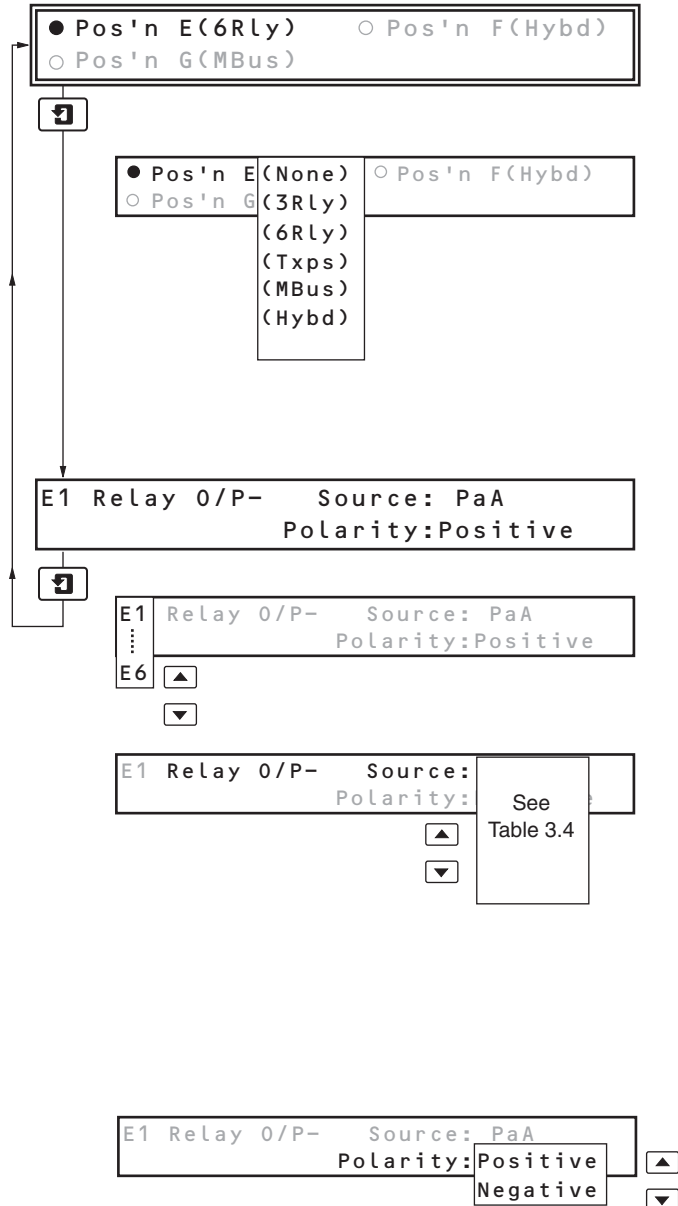 ● Pos'n E(6Rly) ○ Pos'n F(Hybd)
○ Pos'n G(MBus)
● Pos'n E (None) ○ Pos'n F(Hybd)
○ Pos'n G (3Rly)
(6Rly)
(Txps)
(MBus)
(Hybd)
E1 Relay O/P– Source: PaA
Polarity:Positive
E1 Relay O/P– Source: PaA
Polarity:Positive
E6
E1 Relay O/P– Source:
Polarity:
See
Table 3.4
E1 Relay O/P– Source: PaA
Polarity:Positive
Negative